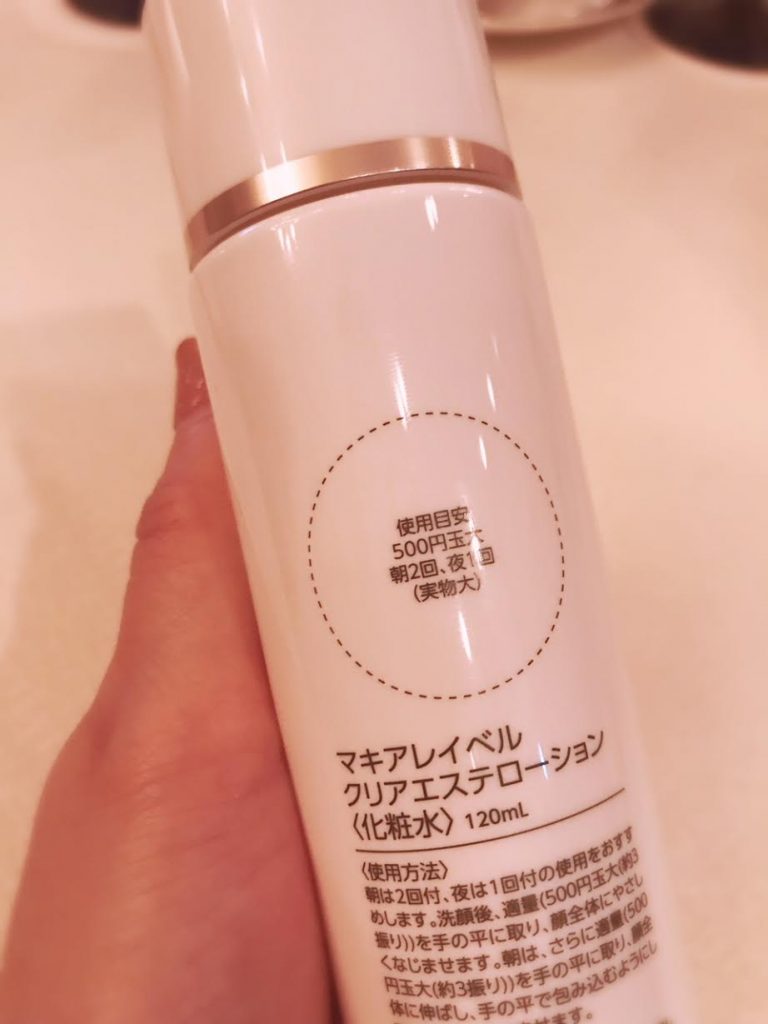 使用目安
500円玉大
朝2回、夜1回
(実物大)
マキアレイベル
クリアエステローション
〈化粧水〉 120mL
〈使用方法〉
朝は2回付、夜は1回付の使用をおすす
めします。洗顔後、適量(500円玉大(約3
振り))を手の平に取り、顔全体にやさし
くなじませます。朝は、さらに適量(500
円玉大(約3振り))を手の平に取り、顔全
体に伸ばし、手の平で包み込むようにし